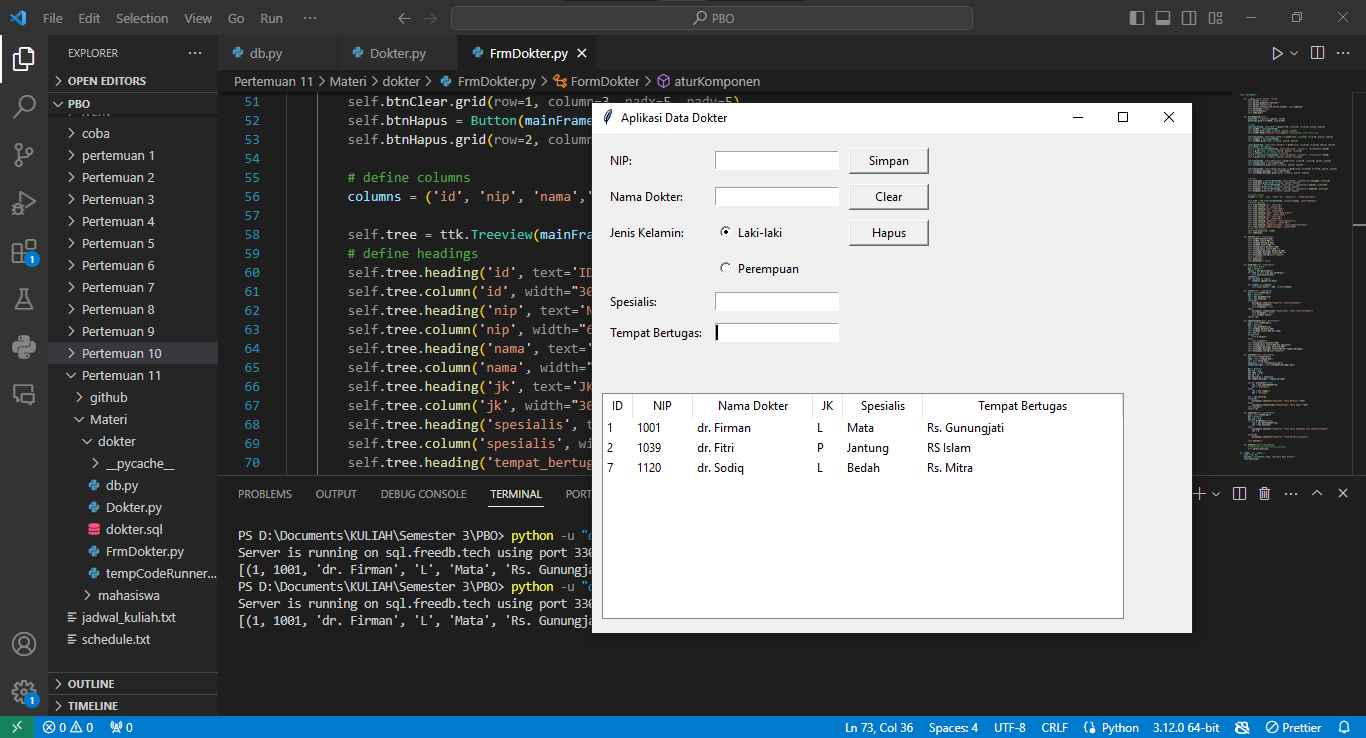 File Edit Selection View Go Run ··· PBO
EXPLORER ···
OPEN EDITORS
PBO
coba
pertemuan 1
Pertemuan 2
Pertemuan 3
Pertemuan 4
Pertemuan 5
Pertemuan 6
Pertemuan 7
Pertemuan 8
Pertemuan 9
Pertemuan 10
Pertemuan 11
github
Materi
dokter
__pycache__
db.py
Dokter.py
dokter.sql
FrmDokter.py
tempCodeRunner...
mahasiswa
jadwal_kuliah.txt
schedule.txt
OUTLINE
TIMELINE
1
1
db.py Dokter.py FrmDokter.py
Pertemuan 11 > Materi > dokter > FrmDokter.py > FormDokter > aturKomponen
51 self.btnClear.grid(row=1, column=3, padx=5, pady=5)
52 self.btnHapus = Button(mainFrame
53 self.btnHapus.grid(row=2, colum
54
55 # define columns
56 columns = ('id', 'nip', 'nama','
57
58 self.tree = ttk.Treeview(mainFra
59 # define headings
60 self.tree.heading('id', text='ID
61 self.tree.column('id', width="30
62 self.tree.heading('nip', text='N
63 self.tree.column('nip', width="6
64 self.tree.heading('nama', text='
65 self.tree.column('nama', width="
66 self.tree.heading('jk', text='JK
67 self.tree.column('jk', width="30
68 self.tree.heading('spesialis', t
69 self.tree.column('spesialis', wi
70 self.tree.heading('tempat_bertug
Aplikasi Data Dokter
NIP: Simpan
Nama Dokter: Clear
Jenis Kelamin: Laki-laki Hapus
Perempuan
Spesialis:
Tempat Bertugas:
ID NIP Nama Dokter JK Spesialis Tempat Bertugas
1 1001 dr. Firman L Mata Rs. Gunungjati
2 1039 dr. Fitri P Jantung RS Islam
7 1120 dr. Sodiq L Bedah Rs. Mitra
PROBLEMS OUTPUT DEBUG CONSOLE TERMINAL PORT
PS D:\Documents\KULIAH\Semester 3\PBO> python -u "d
Server is running on sql.freedb.tech using port 330
[(1, 1001, 'dr. Firman', 'L', 'Mata', 'Rs. Gunungja
PS D:\Documents\KULIAH\Semester 3\PBO> python -u "d
Server is running on sql.freedb.tech using port 330
[(1, 1001, 'dr. Firman', 'L', 'Mata', 'Rs. Gunungja
0 0 0 Ln 73, Col 36 Spaces: 4 UTF-8 CRLF Python 3.12.0 64-bit Prettier